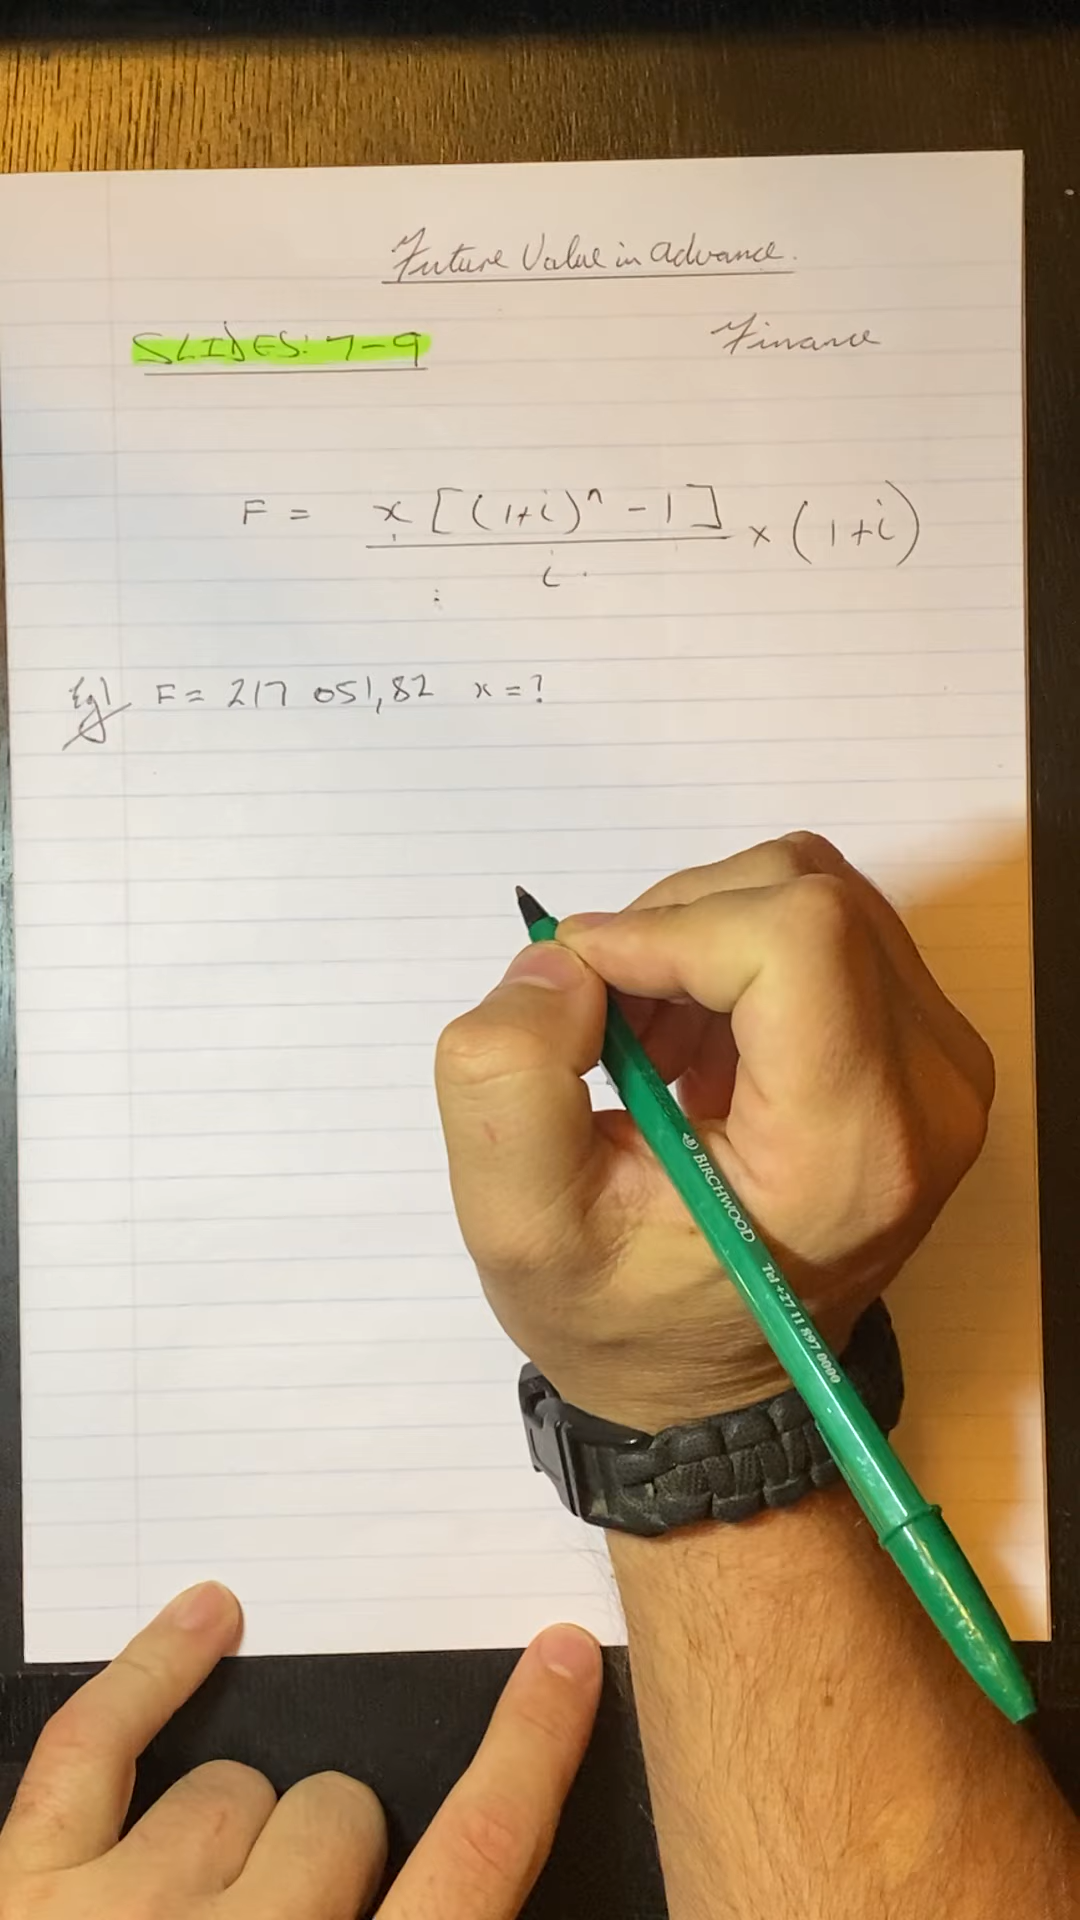 Future Value in advance.
SLIDES: 7-9
Finance
F = x[(1+i)ⁿ - 1] / i × (1+i)
Eg1 F = 217 051,82 x = ?
BIRCHWOOD Tel +27 11 897 0000